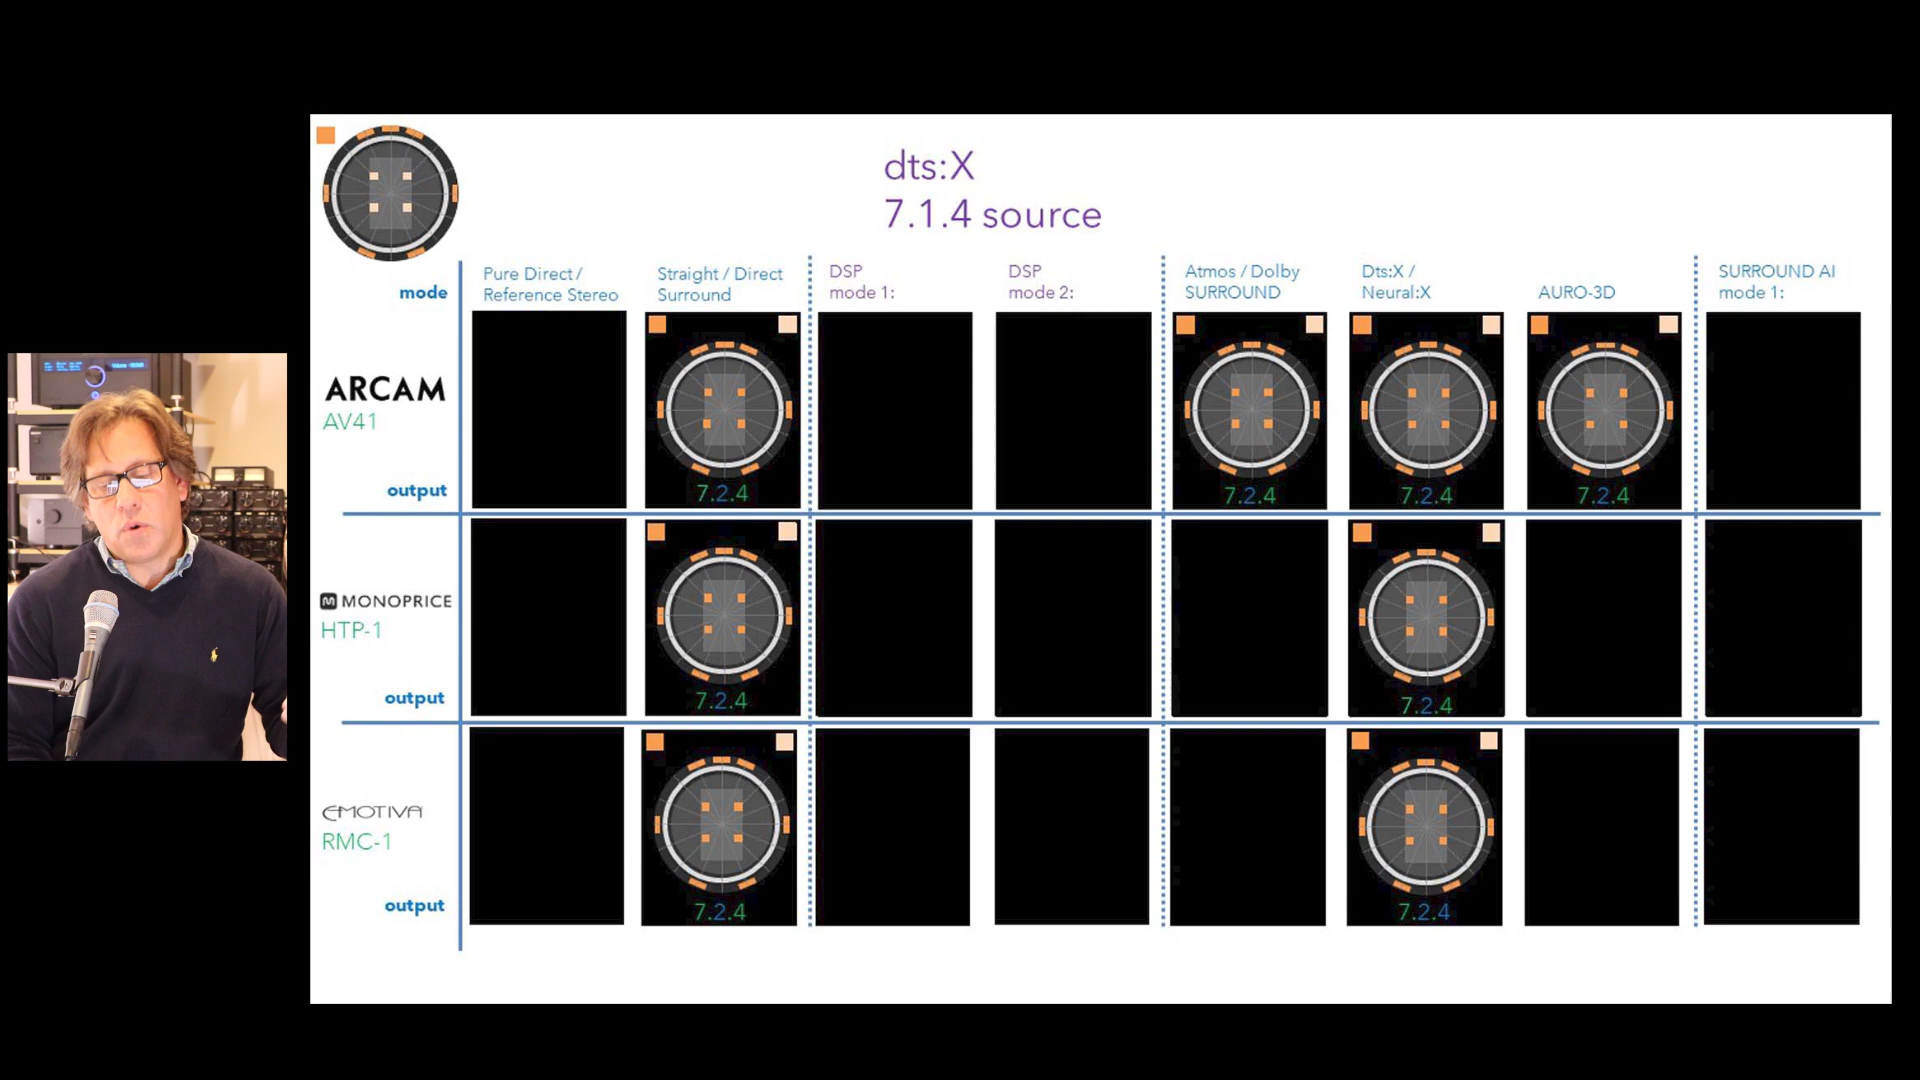 dts:X
7.1.4 source
mode
Pure Direct /
Reference Stereo
Straight / Direct
Surround
DSP
mode 1:
DSP
mode 2:
Atmos / Dolby
SURROUND
Dts:X /
Neural:X
AURO-3D
SURROUND AI
mode 1:
ARCAM
AV41
output
7.2.4
7.2.4
7.2.4
7.2.4
MONOPRICE
HTP-1
output
7.2.4
7.2.4
EMOTIVA
RMC-1
output
7.2.4
7.2.4